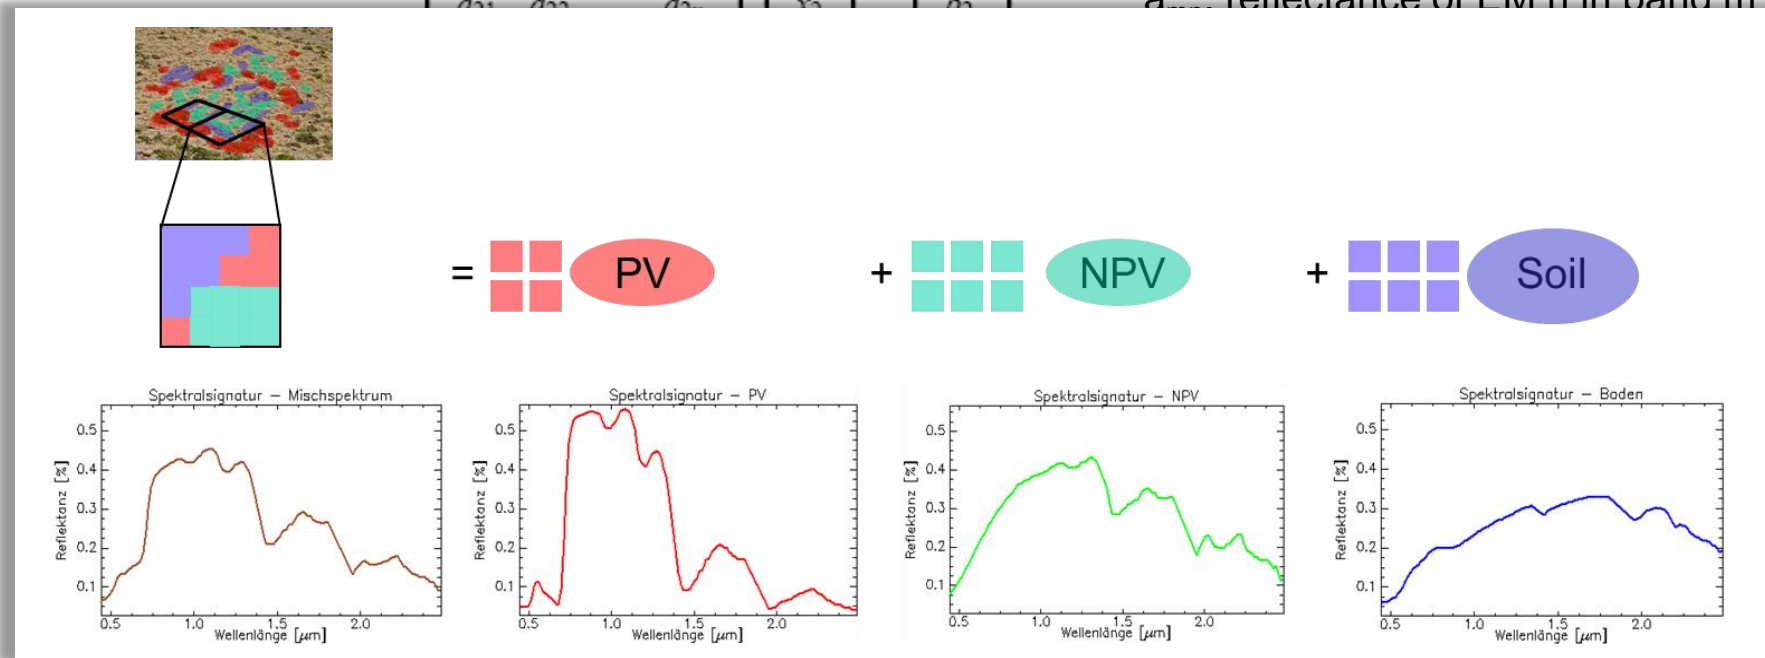 = PV + NPV + Soil
Spektralsignatur – Mischspektrum
Reflektanz [%]
0.5
0.4
0.3
0.2
0.1
0.5 1.0 1.5 2.0
Wellenlänge [μm]
Spektralsignatur – PV
Reflektanz [%]
0.5
0.4
0.3
0.2
0.1
0.5 1.0 1.5 2.0
Wellenlänge [μm]
Spektralsignatur – NPV
Reflektanz [%]
0.5
0.4
0.3
0.2
0.1
0.5 1.0 1.5 2.0
Wellenlänge [μm]
Spektralsignatur – Boden
Reflektanz [%]
0.5
0.4
0.3
0.2
0.1
0.5 1.0 1.5 2.0
Wellenlänge [μm]